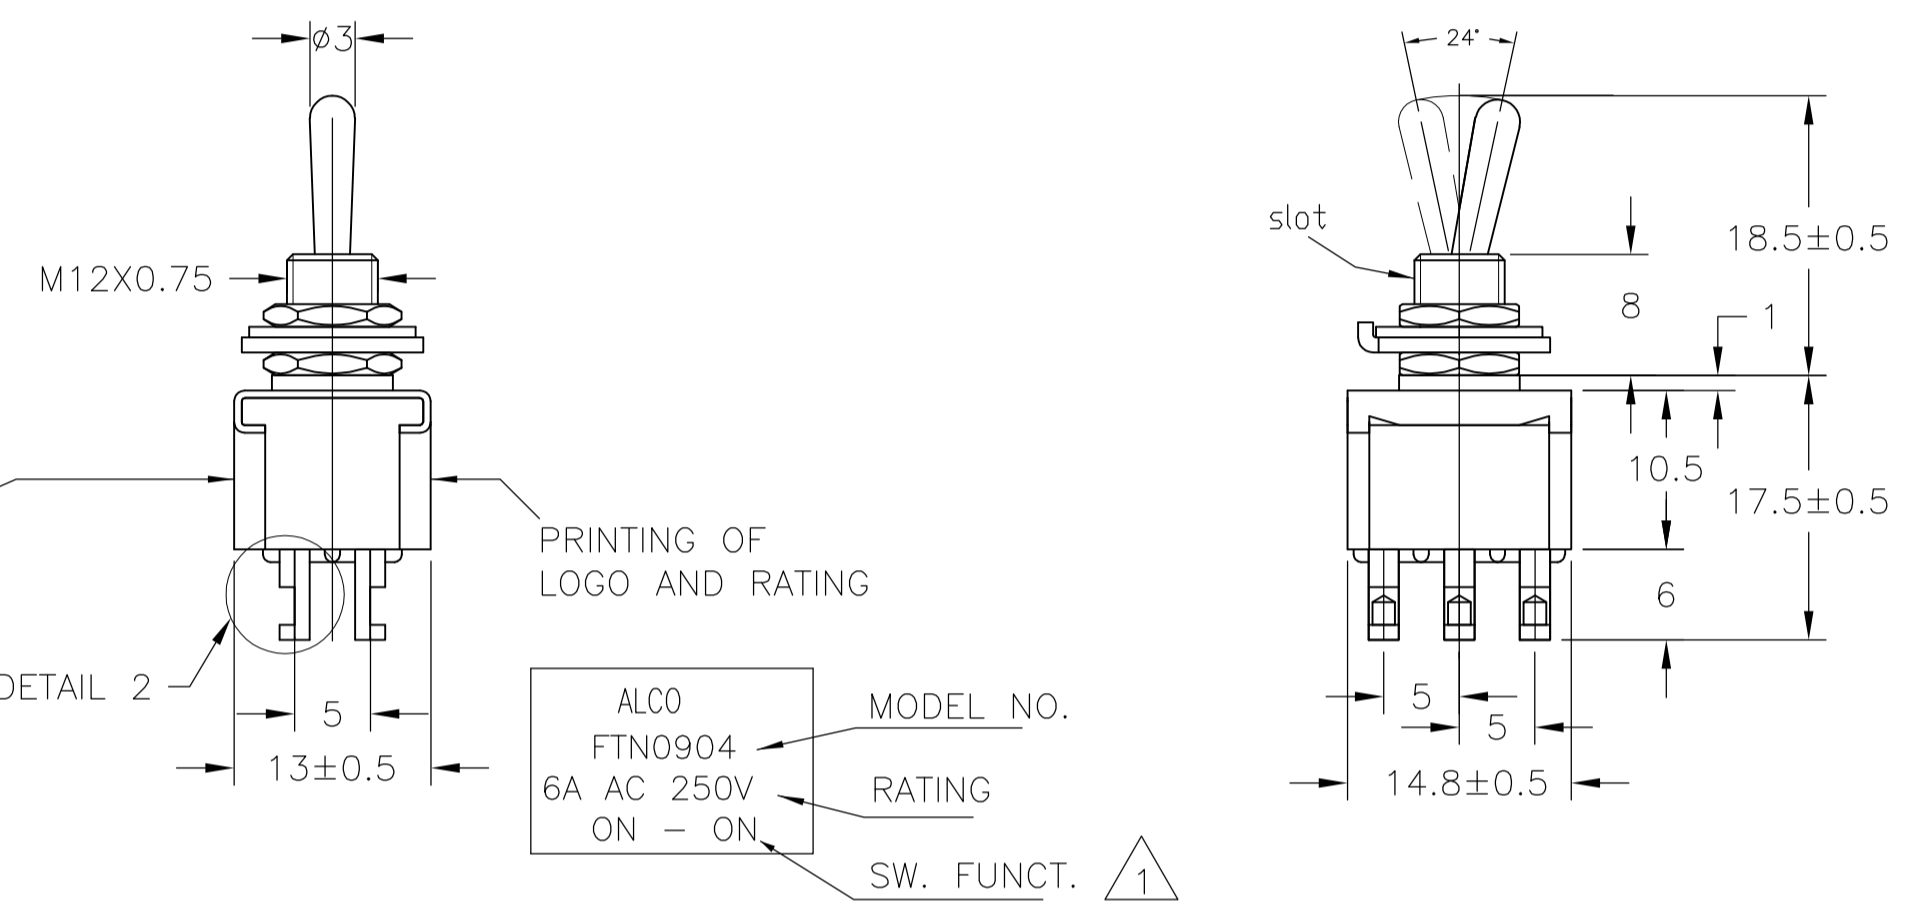 ø3
M12X0.75
PRINTING OF
LOGO AND RATING
DETAIL 2
5
13±0.5
ALCO
FTN0904
6A AC 250V
ON - ON
MODEL NO.
RATING
SW. FUNCT.
1
24°
slot
18.5±0.5
8
1
10.5
17.5±0.5
6
5
5
14.8±0.5